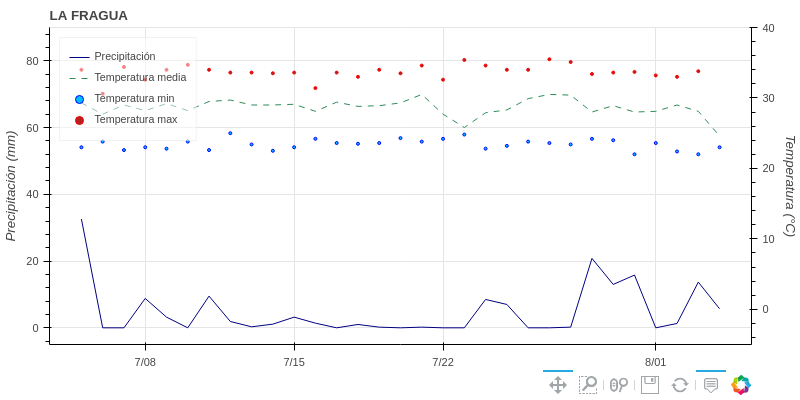 LA FRAGUA
Precipitación
Temperatura media
Temperatura min
Temperatura max
Precipitación (mm)
80
60
40
20
0
Temperatura (°C)
40
30
20
10
0
7/08
7/15
7/22
8/01